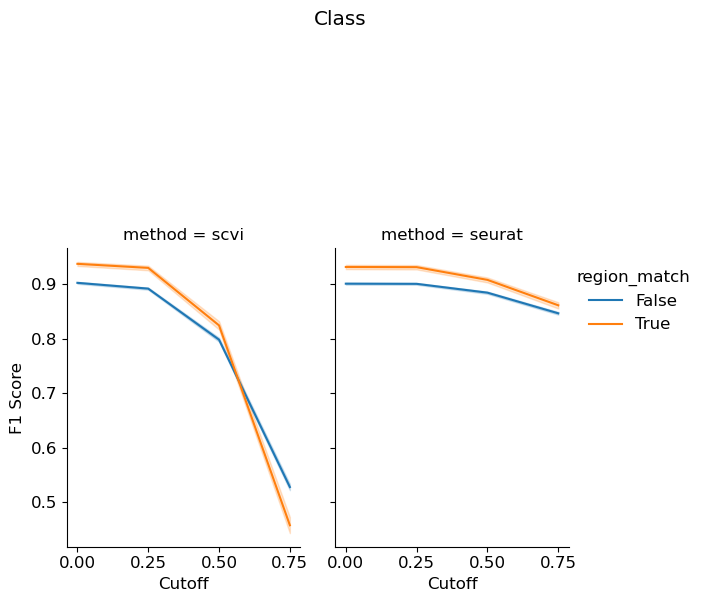 Class
method = scvi
method = seurat
F1 Score
0.9
0.8
0.7
0.6
0.5
0.00 0.25 0.50 0.75
Cutoff
0.00 0.25 0.50 0.75
Cutoff
region_match
False
True